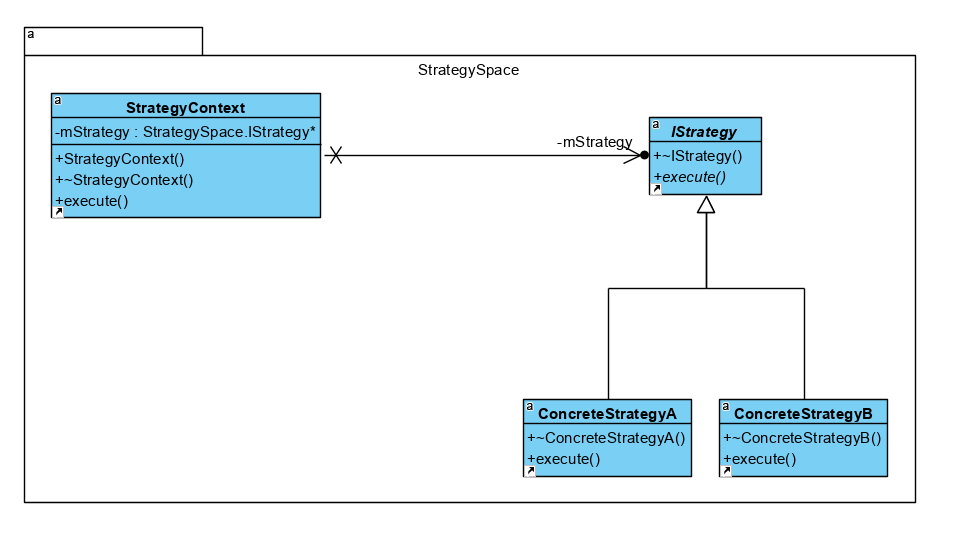 a
StrategySpace
a
StrategyContext
-mStrategy : StrategySpace.IStrategy*
+StrategyContext()
+~StrategyContext()
+execute()
-mStrategy
a
IStrategy
+~IStrategy()
+execute()
a
ConcreteStrategyA
+~ConcreteStrategyA()
+execute()
a
ConcreteStrategyB
+~ConcreteStrategyB()
+execute()